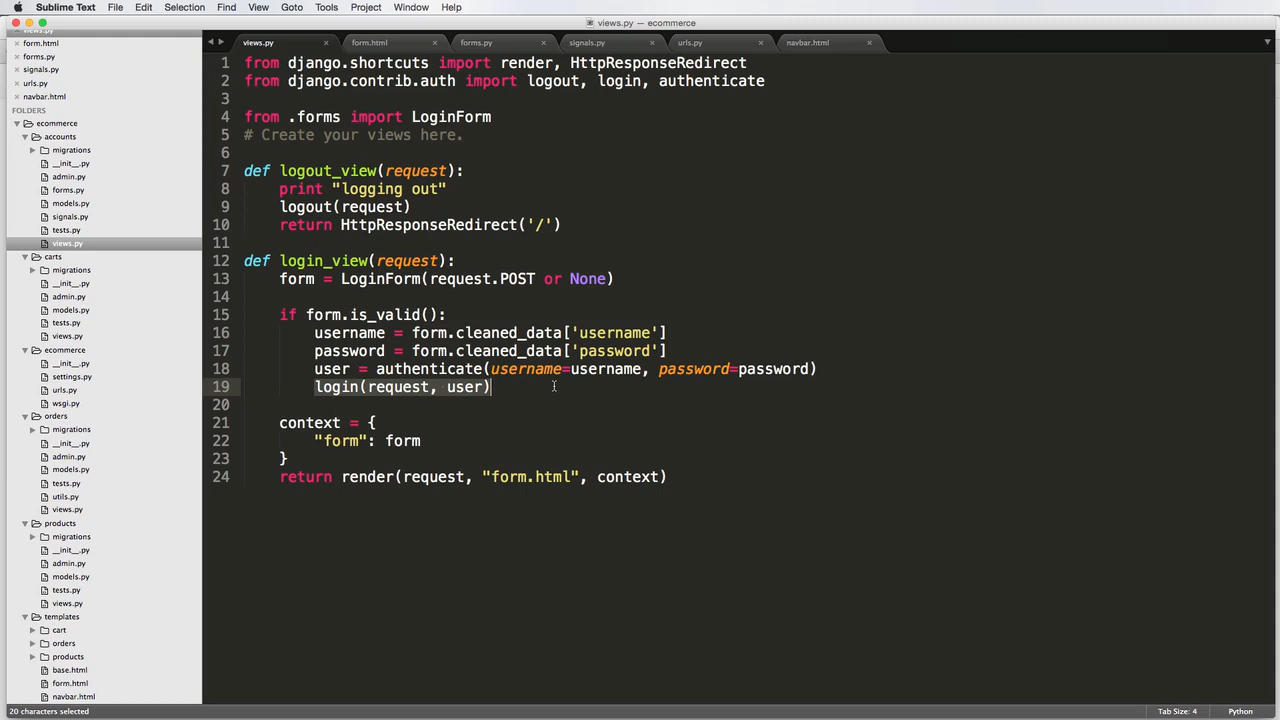 Sublime Text File Edit Selection Find View Goto Tools Project Window Help
views.py — ecommerce
views.py
form.html
forms.py
signals.py
urls.py
navbar.html
FOLDERS
ecommerce
accounts
migrations
__init__.py
admin.py
forms.py
models.py
signals.py
tests.py
views.py
carts
migrations
__init__.py
admin.py
models.py
tests.py
views.py
ecommerce
__init__.py
settings.py
urls.py
wsgi.py
orders
migrations
__init__.py
admin.py
models.py
tests.py
utils.py
views.py
products
migrations
__init__.py
admin.py
models.py
tests.py
views.py
templates
cart
orders
products
base.html
form.html
navbar.html
views.py form.html forms.py signals.py urls.py navbar.html
1 from django.shortcuts import render, HttpResponseRedirect
2 from django.contrib.auth import logout, login, authenticate
3
4 from .forms import LoginForm
5 # Create your views here.
6
7 def logout_view(request):
8 print "logging out"
9 logout(request)
10 return HttpResponseRedirect('/')
11
12 def login_view(request):
13 form = LoginForm(request.POST or None)
14
15 if form.is_valid():
16 username = form.cleaned_data['username']
17 password = form.cleaned_data['password']
18 user = authenticate(username=username, password=password)
19 login(request, user)
20
21 context = {
22 "form": form
23 }
24 return render(request, "form.html", context)
20 characters selected Tab Size: 4 Python